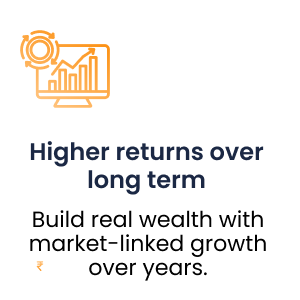 Higher returns over
long term
Build real wealth with
market-linked growth
₹ over years.